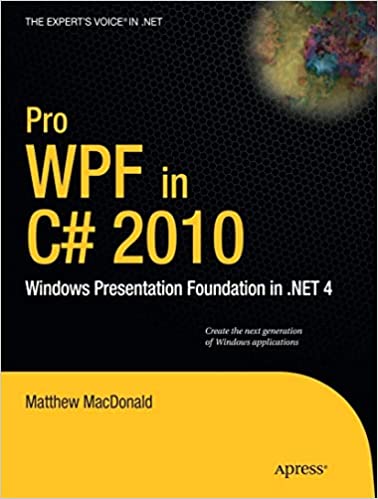 THE EXPERT'S VOICE® IN .NET
Pro
WPF in
C# 2010
Windows Presentation Foundation in .NET 4
Create the next generation
of Windows applications
Matthew MacDonald
Apress®